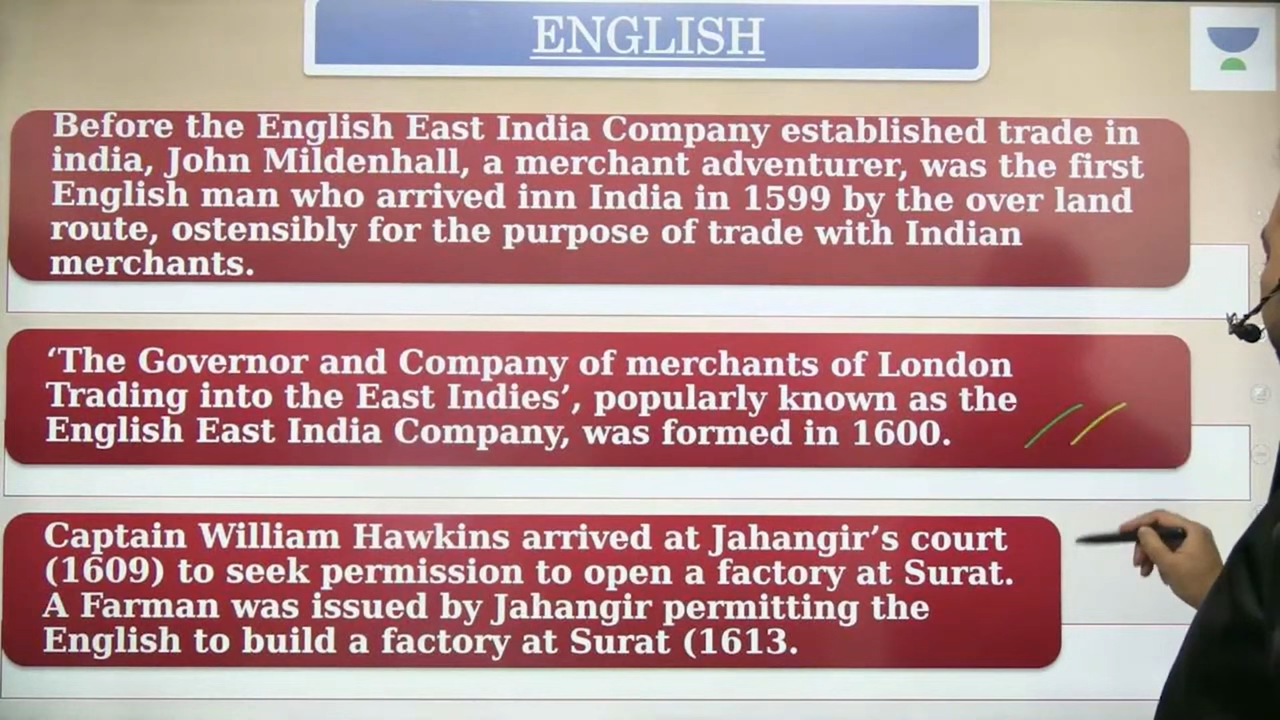 ENGLISH
Before the English East India Company established trade in
india, John Mildenhall, a merchant adventurer, was the first
English man who arrived inn India in 1599 by the over land
route, ostensibly for the purpose of trade with Indian
merchants.
‘The Governor and Company of merchants of London
Trading into the East Indies’, popularly known as the
English East India Company, was formed in 1600.
Captain William Hawkins arrived at Jahangir’s court
(1609) to seek permission to open a factory at Surat.
A Farman was issued by Jahangir permitting the
English to build a factory at Surat (1613.